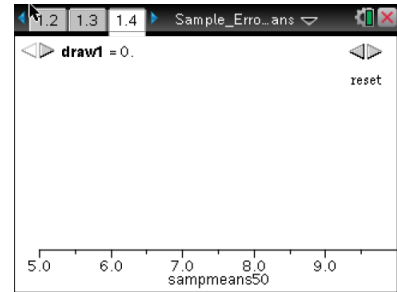 1.2 1.3 1.4 Sample_Erro…ans
draw1 = 0.
reset
5.0 6.0 7.0 8.0 9.0
sampmeans50